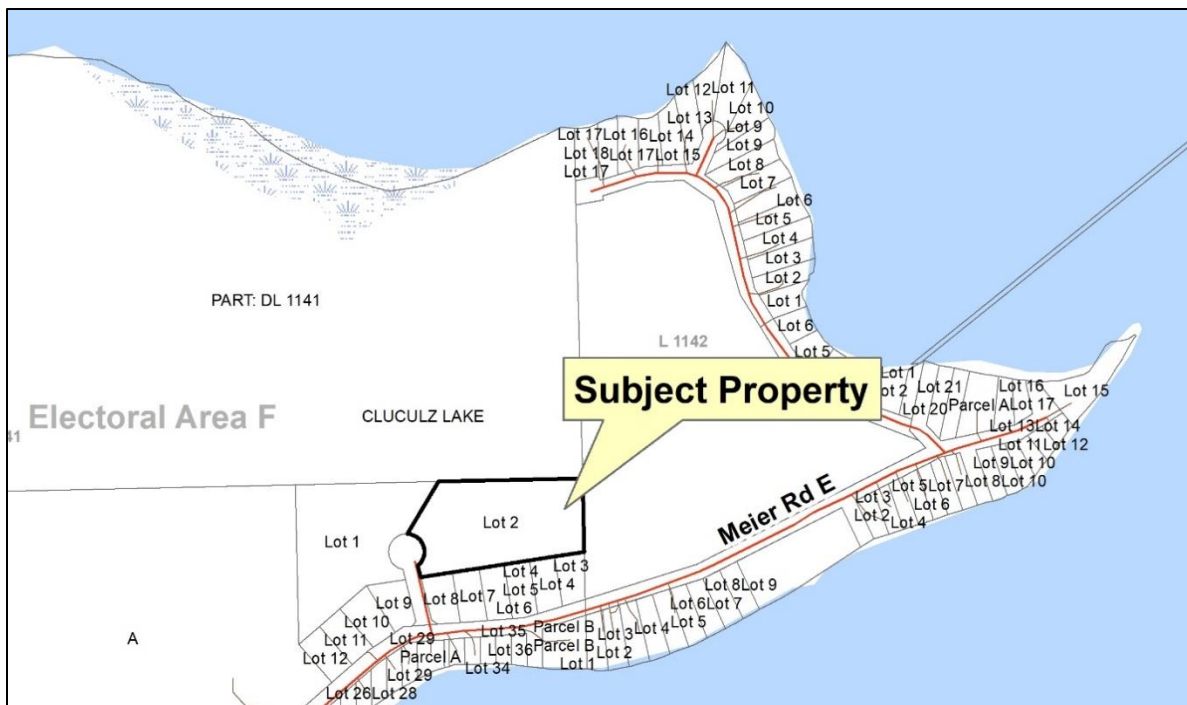 Lot 12 Lot 11
Lot 10
Lot 13
Lot 9
Lot 17 Lot 16 Lot 14
Lot 9
Lot 18 Lot 17 Lot 15
Lot 8
Lot 17
Lot 7
Lot 6
Lot 5
Lot 4
Lot 3
Lot 2
PART: DL 1141
Lot 1
Lot 6
L 1142
Lot 5
Subject Property
Lot 1
Lot 2
Lot 21
Lot 16
Lot 15
Electoral Area F
CLUCULZ LAKE
Lot 20
Parcel A
Lot 17
41
Lot 13 Lot 14
Lot 11 Lot 12
Lot 9 Lot 10
Lot 8 Lot 10
Lot 5 Lot 7
Lot 3
Lot 6
Lot 2
Lot 4
Meier Rd E
Lot 2
Lot 1
Lot 4
Lot 3
Lot 5
Lot 4
Lot 6
Lot 8 Lot 7
Lot 9
Lot 8 Lot 9
Lot 10
Lot 6 Lot 7
Lot 11
Lot 5
A
Lot 29
Lot 35
Parcel B
Lot 3
Lot 4
Lot 12
Parcel A
Lot 36
Parcel B
Lot 2
Lot 29
Lot 34
Lot 1
Lot 26 Lot 28